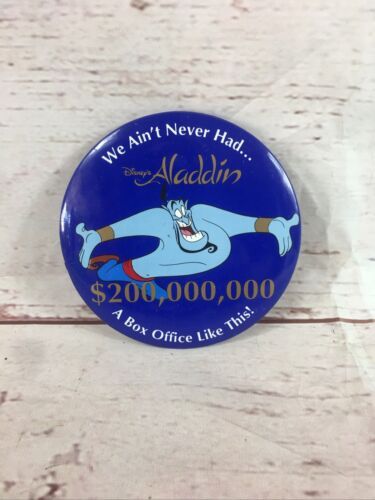 We Ain't Never Had...
Disney's Aladdin
$200,000,000
A Box Office Like This!